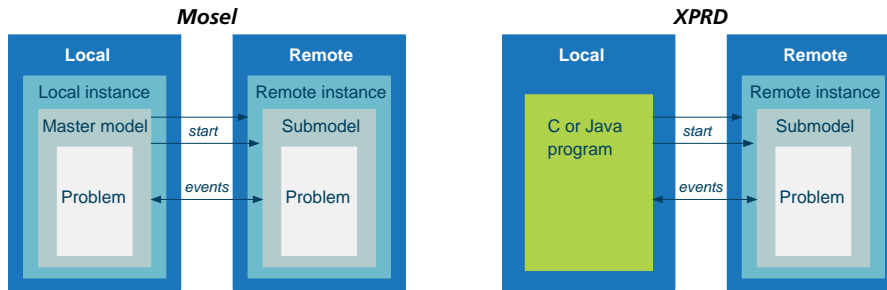 Mosel
Local
Remote
Local instance
Remote instance
Master model
Submodel
start
Problem
Problem
events
XPRD
Local
Remote
Remote instance
C or Java
program
Submodel
start
Problem
events